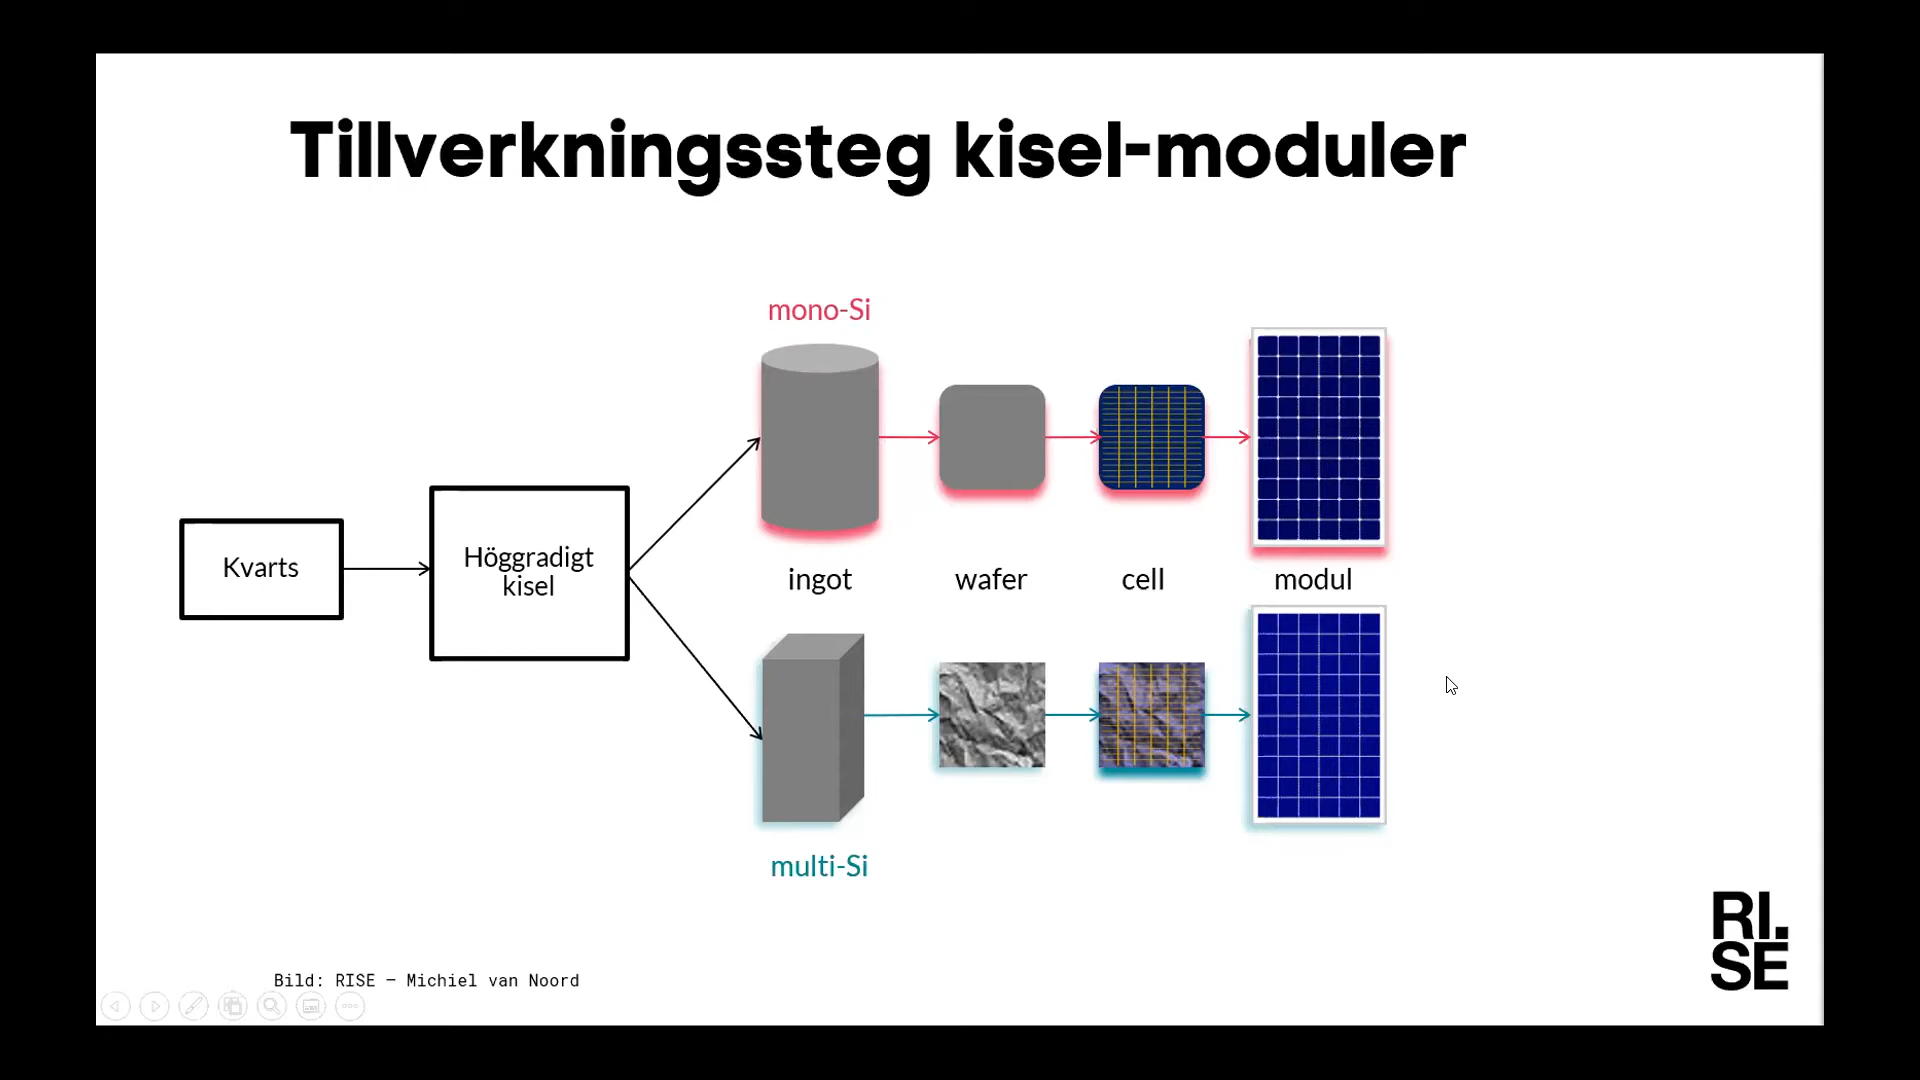 Tillverkningssteg kisel-moduler
mono-Si
Kvarts
Höggradigt
kisel
ingot
wafer
cell
modul
multi-Si
Bild: RISE – Michiel van Noord
RI.
SE